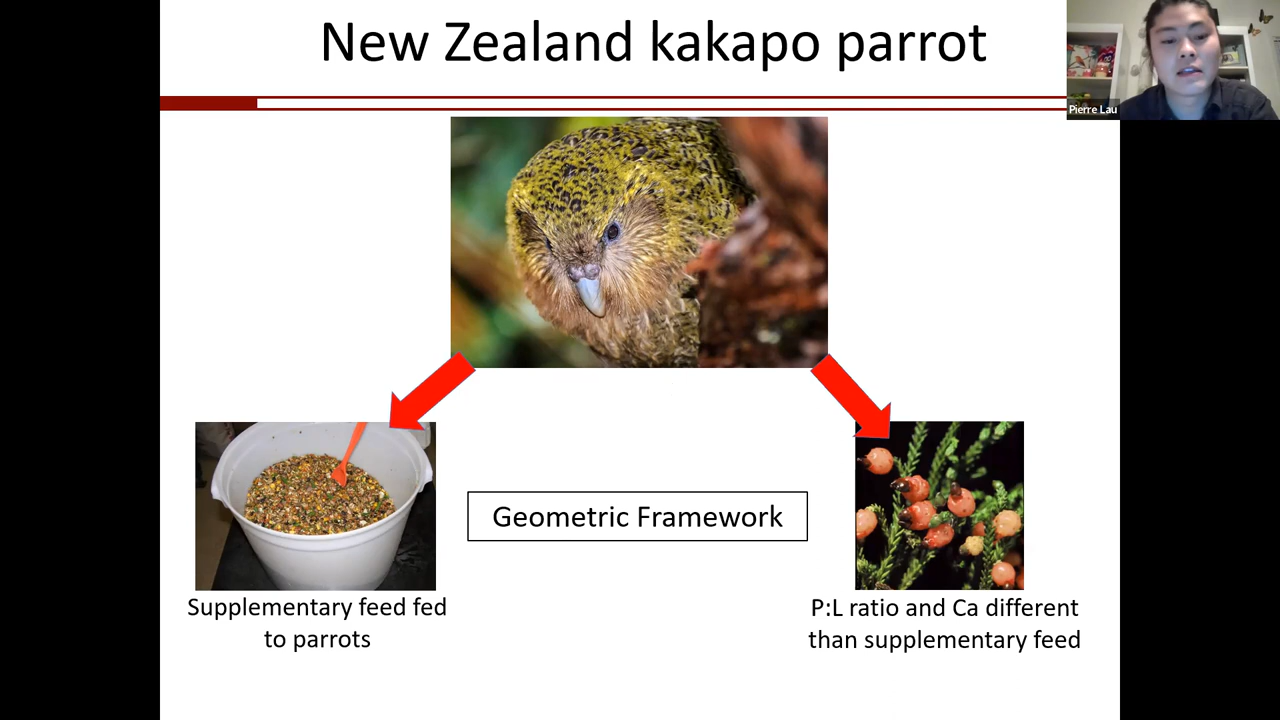 New Zealand kakapo parrot
Pierre Lau
Geometric Framework
Supplementary feed fed
to parrots
P:L ratio and Ca different
than supplementary feed